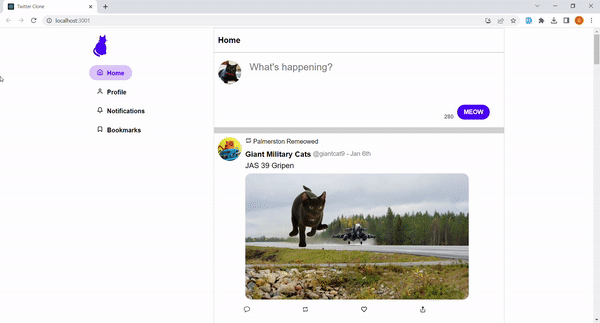 Twitter Clone
localhost:3001
Home
Profile
Notifications
Bookmarks
Home
What's happening?
280
MEOW
Palmerston Remeowed
Giant Military Cats @giantcat9 - Jan 6th
JAS 39 Gripen